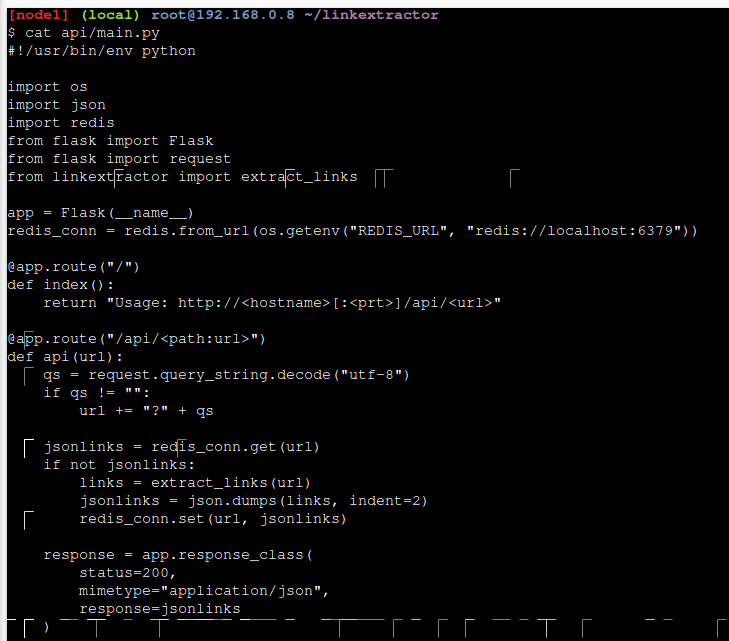 [node1] (local) root@192.168.0.8 ~/linkextractor
$ cat api/main.py
#!/usr/bin/env python

import os
import json
import redis
from flask import Flask
from flask import request
from linkextractor import extract_links

app = Flask(__name__)
redis_conn = redis.from_url(os.getenv("REDIS_URL", "redis://localhost:6379"))

@app.route("/")
def index():
    return "Usage: http://<hostname>[:<prt>]/api/<url>"

@app.route("/api/<path:url>")
def api(url):
    qs = request.query_string.decode("utf-8")
    if qs != "":
        url += "?" + qs

    jsonlinks = redis_conn.get(url)
    if not jsonlinks:
        links = extract_links(url)
        jsonlinks = json.dumps(links, indent=2)
        redis_conn.set(url, jsonlinks)

    response = app.response_class(
        status=200,
        mimetype="application/json",
        response=jsonlinks
    )